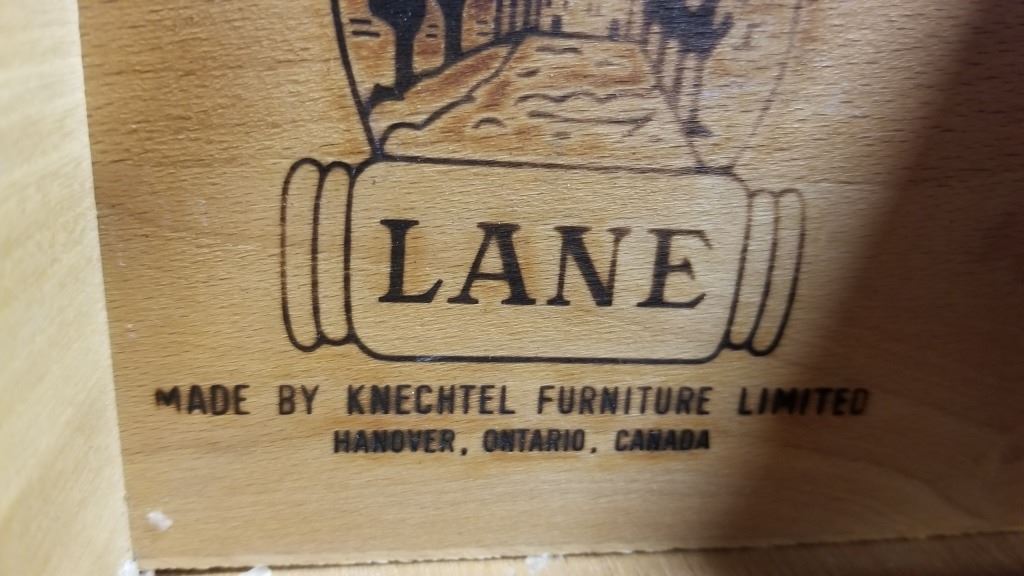 LANE
MADE BY KNECHTEL FURNITURE LIMITED
HANOVER, ONTARIO, CANADA